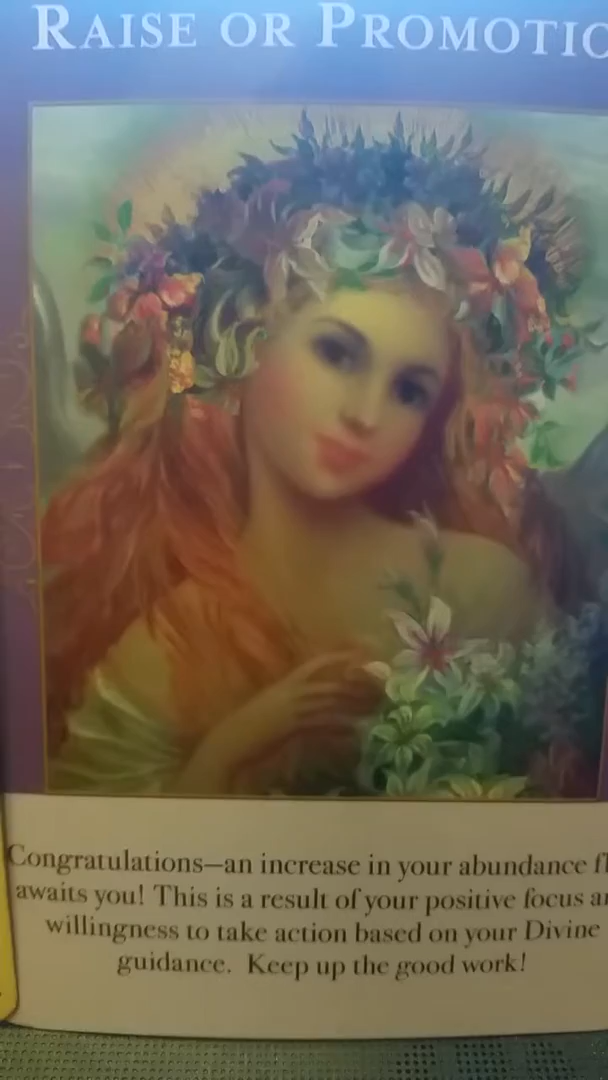 RAISE OR PROMOTIO
Congratulations—an increase in your abundance fl
awaits you! This is a result of your positive focus a
willingness to take action based on your Divine
guidance. Keep up the good work!